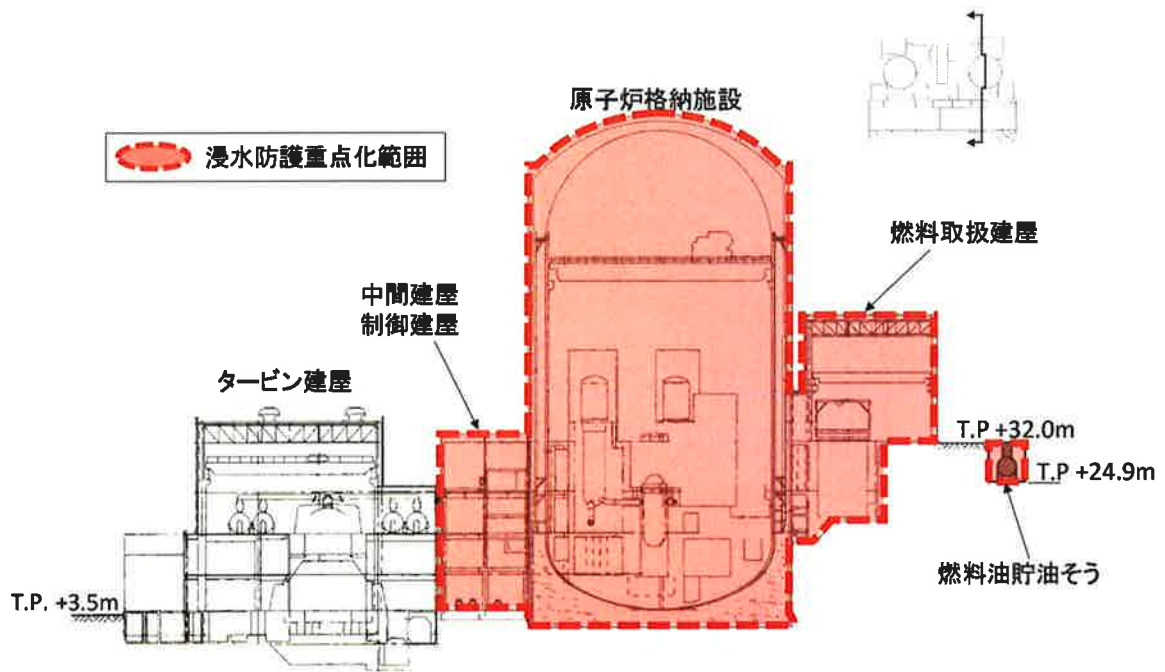 原子炉格納施設
浸水防護重点化範囲
燃料取扱建屋
中間建屋
制御建屋
タービン建屋
T.P +32.0m
T.P +24.9m
燃料油貯油そう
T.P. +3.5m